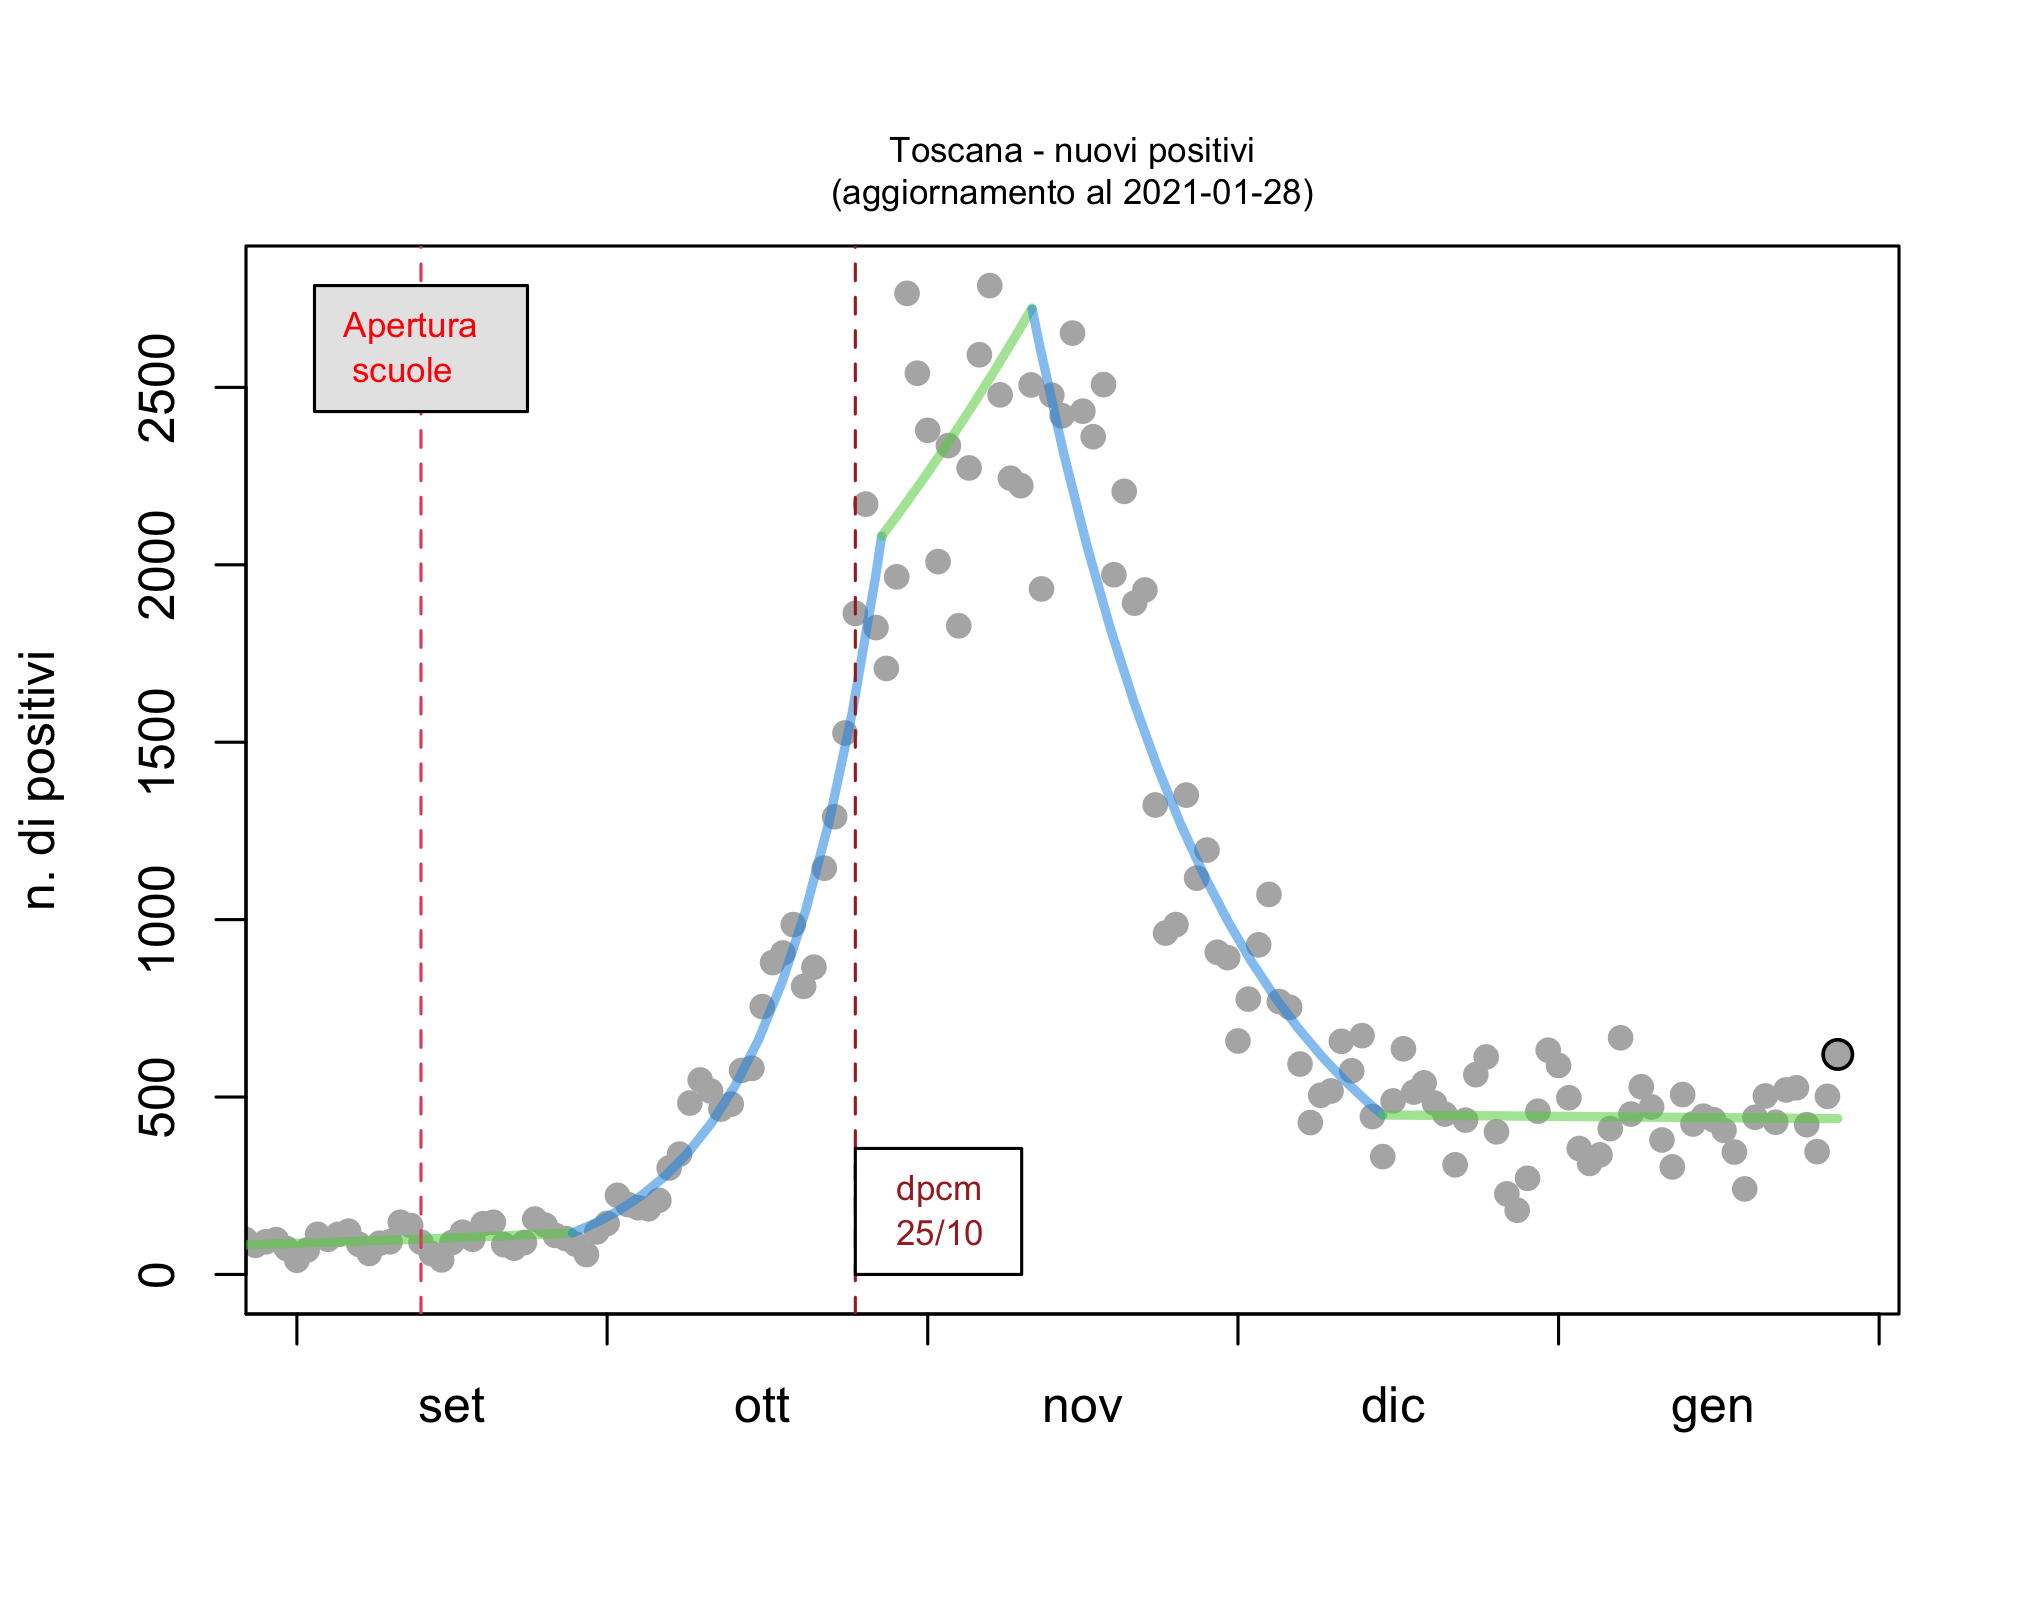 Toscana - nuovi positivi
(aggiornamento al 2021-01-28)
Apertura
scuole
dpcm
25/10
n. di positivi
2500
2000
1500
1000
500
0
set ott nov dic gen